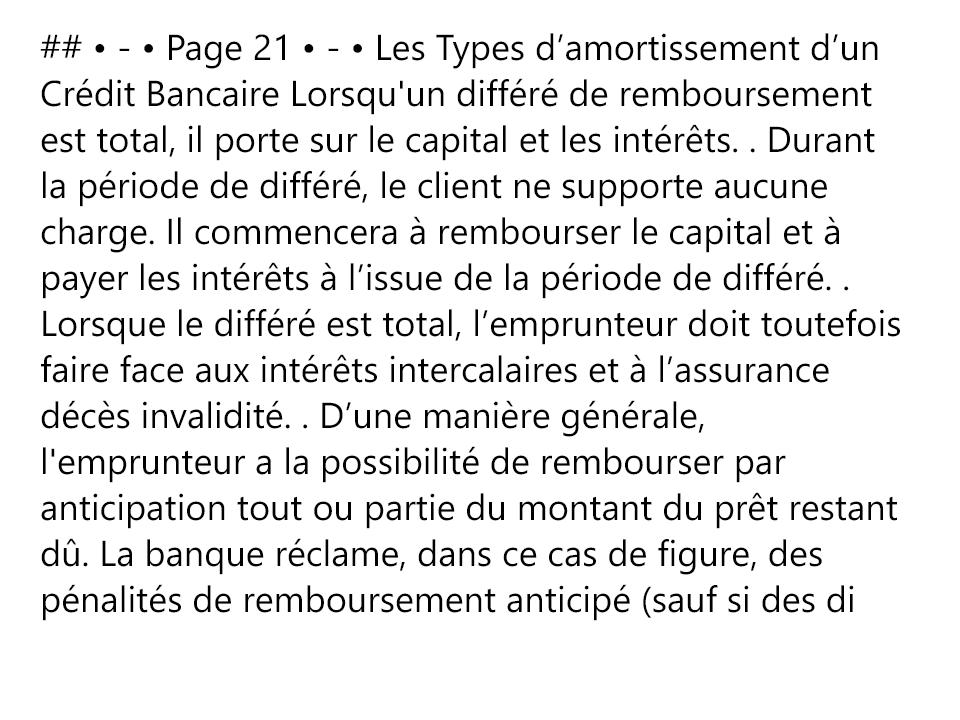 ## • - • Page 21 • - • Les Types d’amortissement d’un
Crédit Bancaire Lorsqu'un différé de remboursement
est total, il porte sur le capital et les intérêts. . Durant
la période de différé, le client ne supporte aucune
charge. Il commencera à rembourser le capital et à
payer les intérêts à l’issue de la période de différé. .
Lorsque le différé est total, l’emprunteur doit toutefois
faire face aux intérêts intercalaires et à l’assurance
décès invalidité. . D’une manière générale,
l'emprunteur a la possibilité de rembourser par
anticipation tout ou partie du montant du prêt restant
dû. La banque réclame, dans ce cas de figure, des
pénalités de remboursement anticipé (sauf si des di